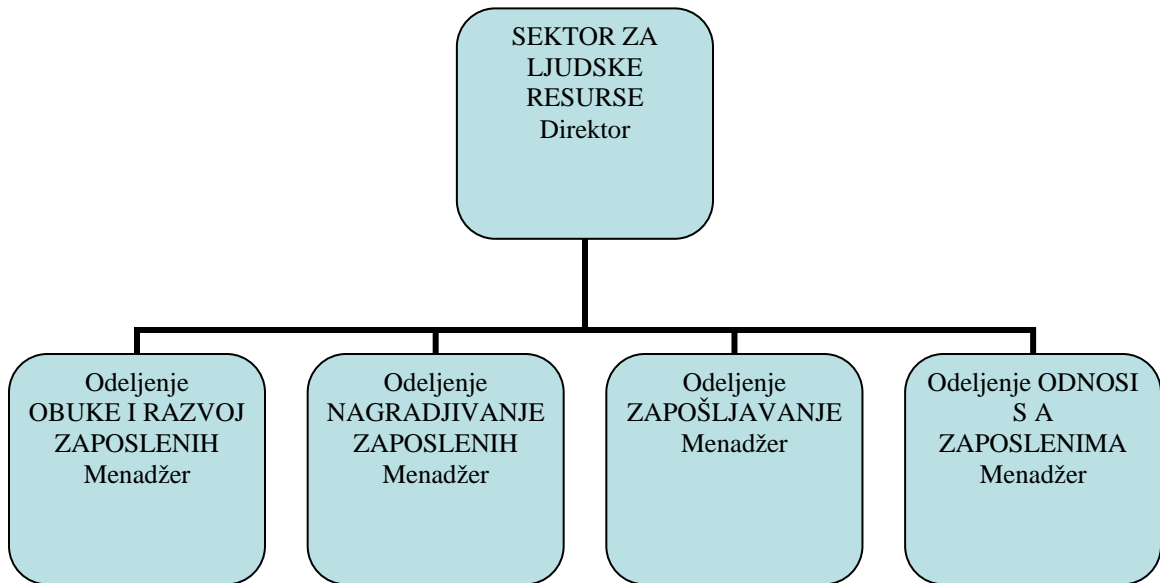 SEKTOR ZA
LJUDSKE
RESURSE
Direktor
Odeljenje
OBUKE I RAZVOJ
ZAPOSLENIH
Menadžer
Odeljenje
NAGRADJIVANJE
ZAPOSLENIH
Menadžer
Odeljenje
ZAPOŠLJAVANJE
Menadžer
Odeljenje ODNOSI
S A
ZAPOSLENIMA
Menadžer